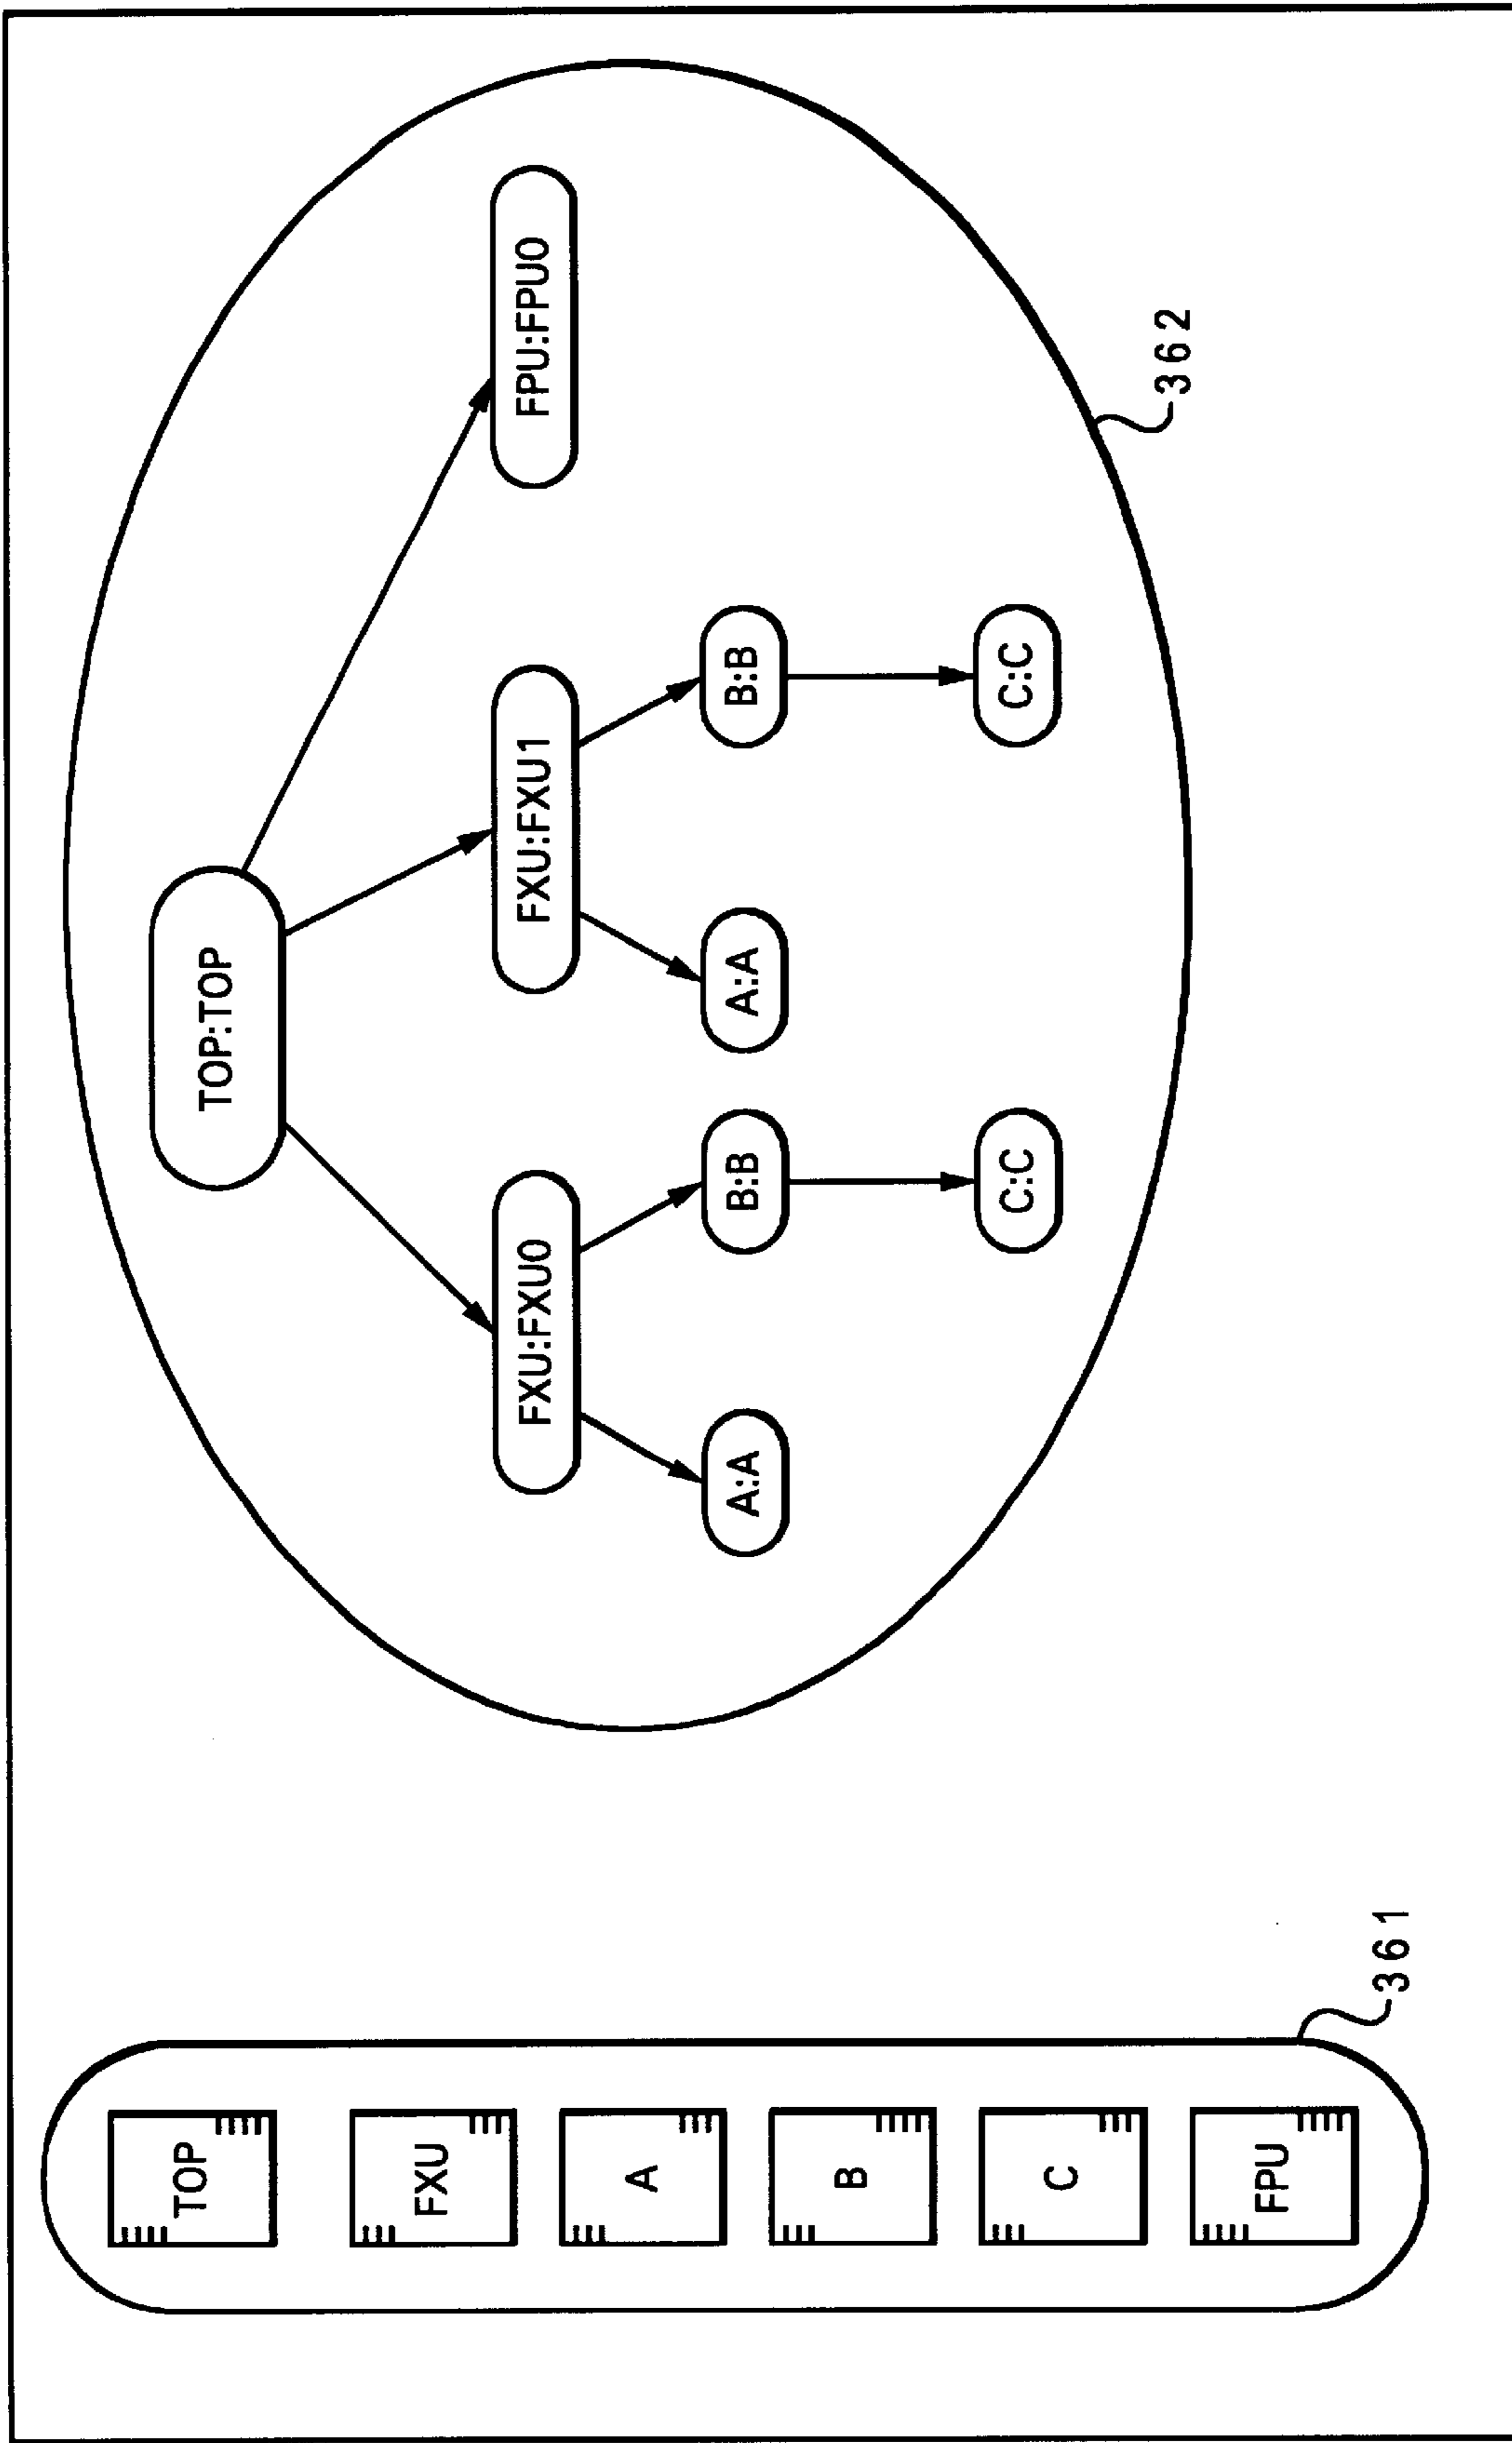 TOP
FXU
A
B
C
FPU
361
TOP:TOP
FXU:FXU0
FXU:FXU1
FPU:FPU0
A:A
B:B
A:A
B:B
C:C
C:C
362